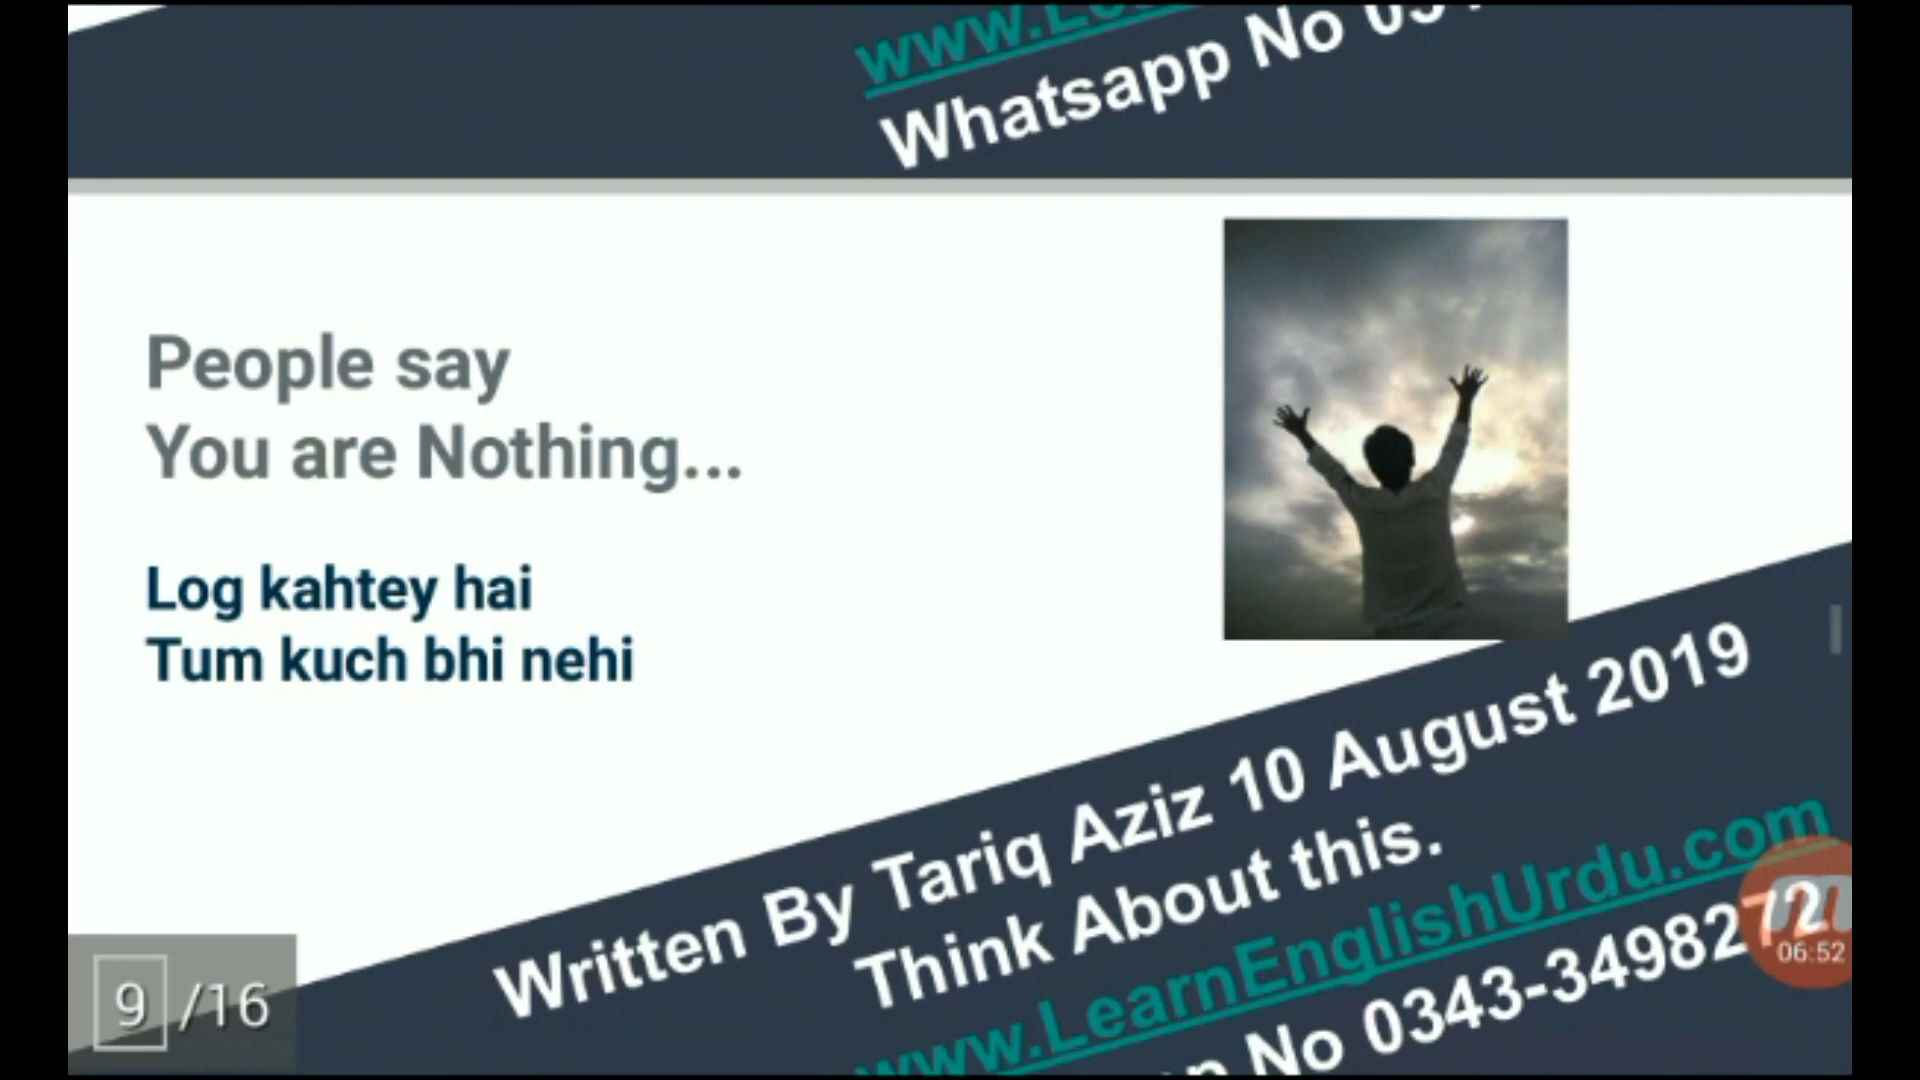 Whatsapp No
People say
You are Nothing...
Log kahtey hai
Tum kuch bhi nehi
Written By Tariq Aziz 10 August 2019
Think About this.
www.LearnEnglishUrdu.com
No 0343-3498272
06:52
9 /16